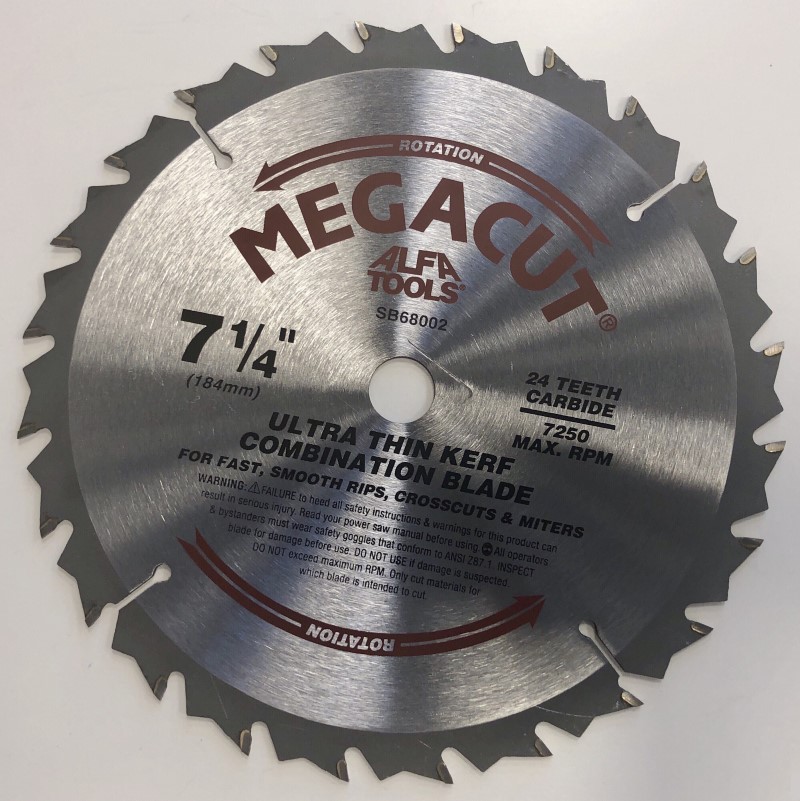 ROTATION
MEGACUT®
ALFA
TOOLS®
SB68002
7 1/4"
(184mm)
24 TEETH
CARBIDE
7250
MAX. RPM
ULTRA THIN KERF
COMBINATION BLADE
FOR FAST, SMOOTH RIPS, CROSSCUTS & MITERS
WARNING: ⚠FAILURE to heed all safety instructions & warnings for this product can
result in serious injury. Read your power saw manual before using All operators
& bystanders must wear safety goggles that conform to ANSI 287.1. INSPECT
blade for damage before use. DO NOT USE if damage is suspected.
DO NOT exceed maximum RPM. Only cut materials for
which blade is intended to cut.
ROTATION